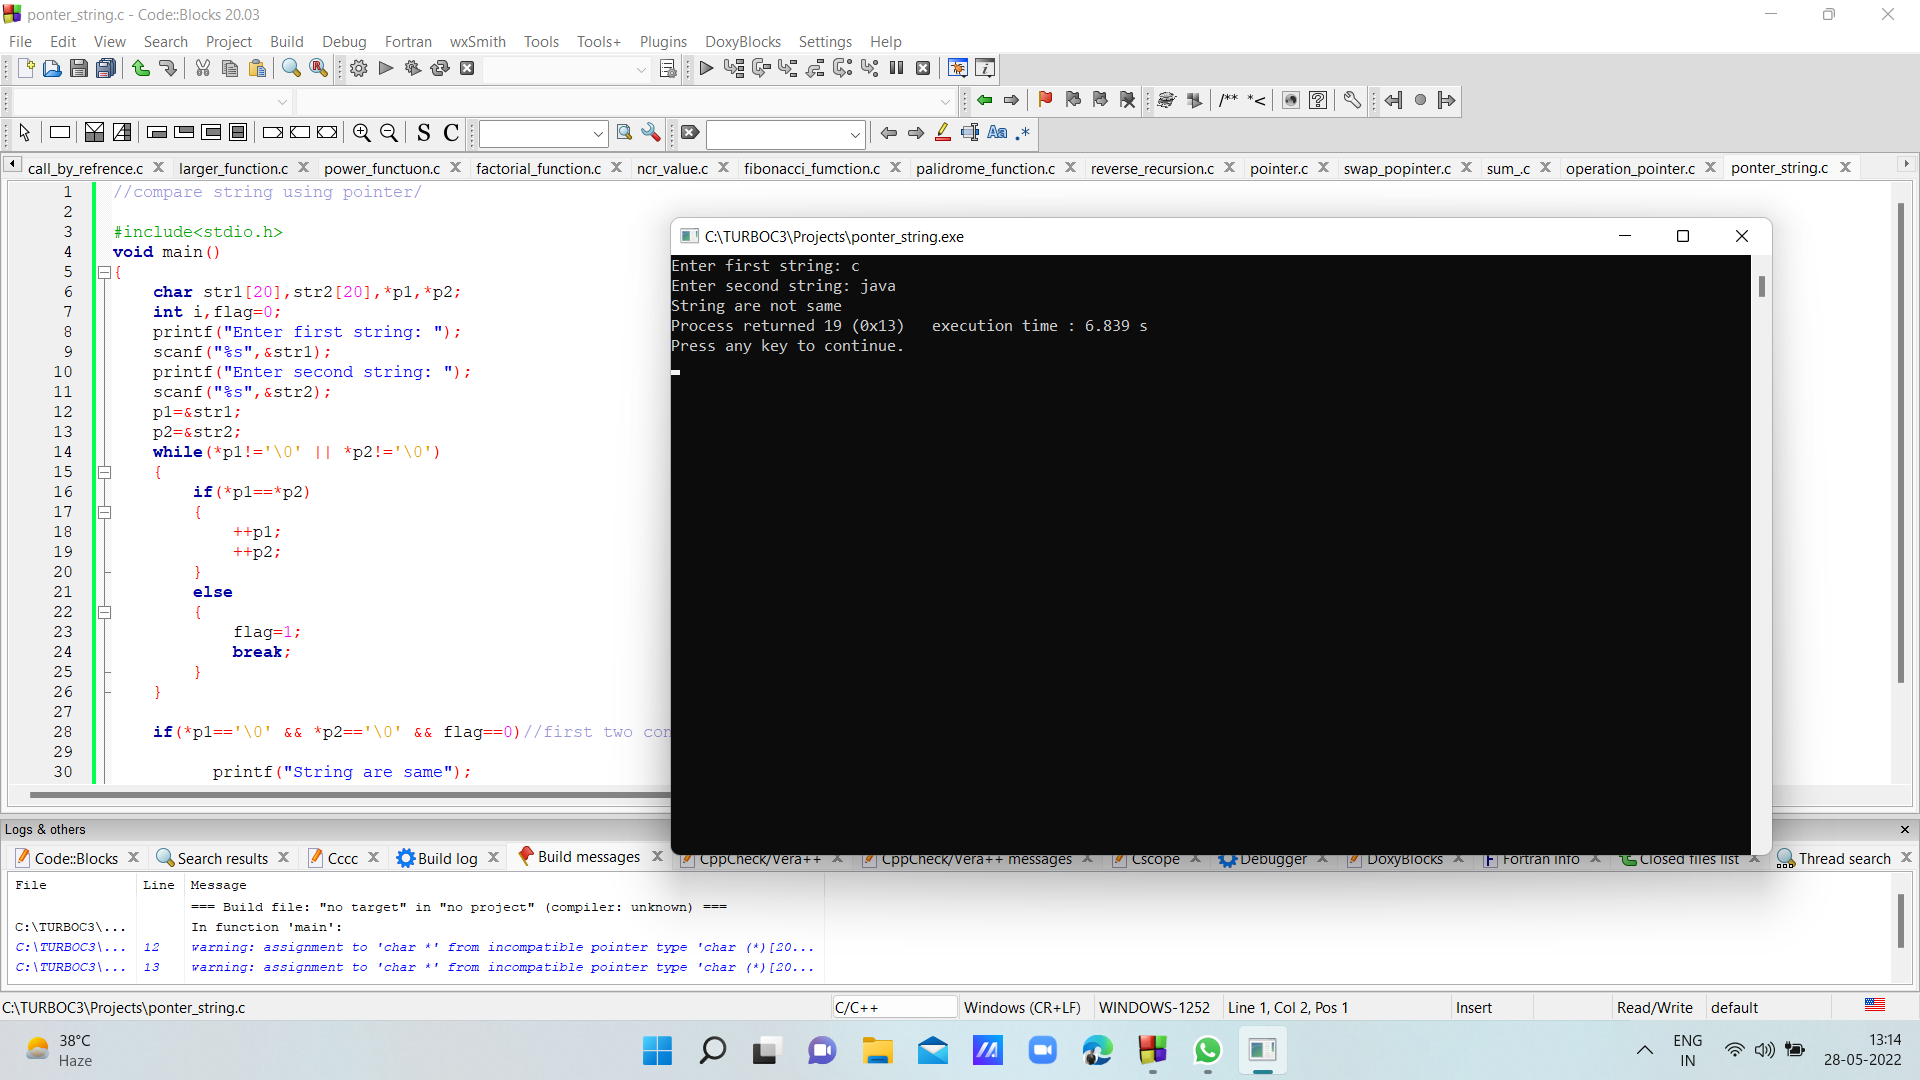 ponter_string.c - Code::Blocks 20.03
File Edit View Search Project Build Debug Fortran wxSmith Tools Tools+ Plugins DoxyBlocks Settings Help
/** *<
S C
Aa .*
call_by_refrence.c larger_function.c power_functuon.c factorial_function.c ncr_value.c fibonacci_fumction.c palidrome_function.c reverse_recursion.c pointer.c swap_popinter.c sum_.c operation_pointer.c ponter_string.c
1 //compare string using pointer/
2
3 #include<stdio.h>
4 void main()
5 {
6 char str1[20],str2[20],*p1,*p2;
7 int i,flag=0;
8 printf("Enter first string: ");
9 scanf("%s",&str1);
10 printf("Enter second string: ");
11 scanf("%s",&str2);
12 p1=&str1;
13 p2=&str2;
14 while(*p1!='\0' || *p2!='\0')
15 {
16 if(*p1==*p2)
17 {
18 ++p1;
19 ++p2;
20 }
21 else
22 {
23 flag=1;
24 break;
25 }
26 }
27
28 if(*p1=='\0' && *p2=='\0' && flag==0)//first two con
29
30 printf("String are same");
C:\TURBOC3\Projects\ponter_string.exe
Enter first string: c
Enter second string: java
String are not same
Process returned 19 (0x13) execution time : 6.839 s
Press any key to continue.
Logs & others
Code::Blocks Search results Cccc Build log Build messages CppCheck/Vera++ CppCheck/Vera++ messages Cscope Debugger DoxyBlocks Fortran info Closed files list Thread search
File Line Message
=== Build file: "no target" in "no project" (compiler: unknown) ===
C:\TURBOC3\... In function 'main':
C:\TURBOC3\... 12 warning: assignment to 'char *' from incompatible pointer type 'char (*)[20...
C:\TURBOC3\... 13 warning: assignment to 'char *' from incompatible pointer type 'char (*)[20...
C:\TURBOC3\Projects\ponter_string.c C/C++ Windows (CR+LF) WINDOWS-1252 Line 1, Col 2, Pos 1 Insert Read/Write default
38°C
Haze
ENG
IN
13:14
28-05-2022